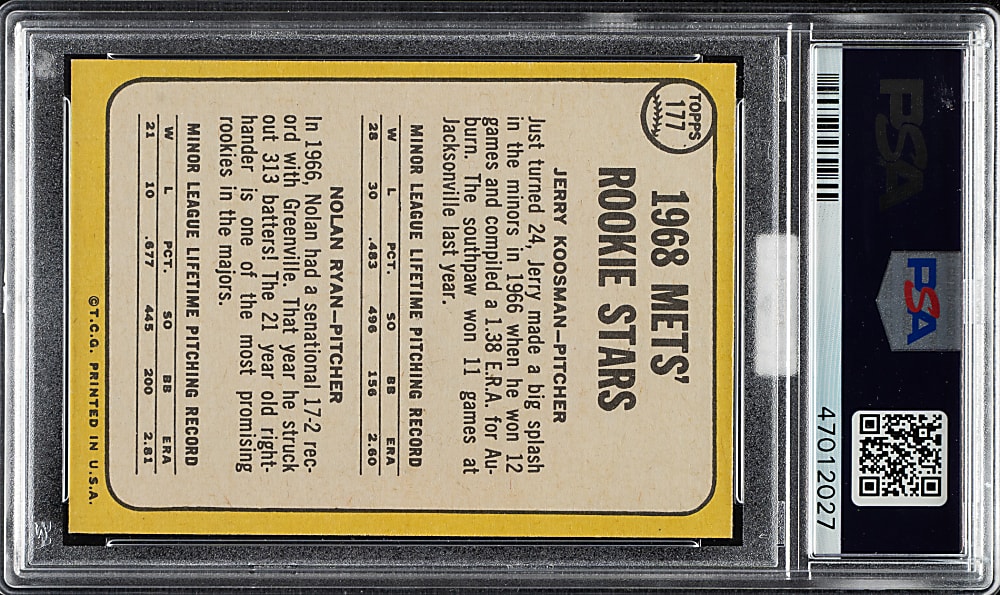 PSA
PSA
47012027
TOPPS
177
1968 METS'
ROOKIE STARS
JERRY KOOSMAN—PITCHER
Just turned 24, Jerry made a big splash
in the minors in 1966 when he won 12
games and compiled a 1.38 E.R.A. for Au-
burn. The southpaw won 11 games at
Jacksonville last year.
MINOR LEAGUE LIFETIME PITCHING RECORD
W L PCT. SO BB ERA
28 30 .483 496 156 2.60
NOLAN RYAN—PITCHER
In 1966, Nolan had a sensational 17-2 rec-
ord with Greenville. That year he struck
out 313 batters! The 21 year old right-
hander is one of the most promising
rookies in the majors.
MINOR LEAGUE LIFETIME PITCHING RECORD
W L PCT. SO BB ERA
21 10 .677 445 200 2.81
©T.C.G. PRINTED IN U.S.A.